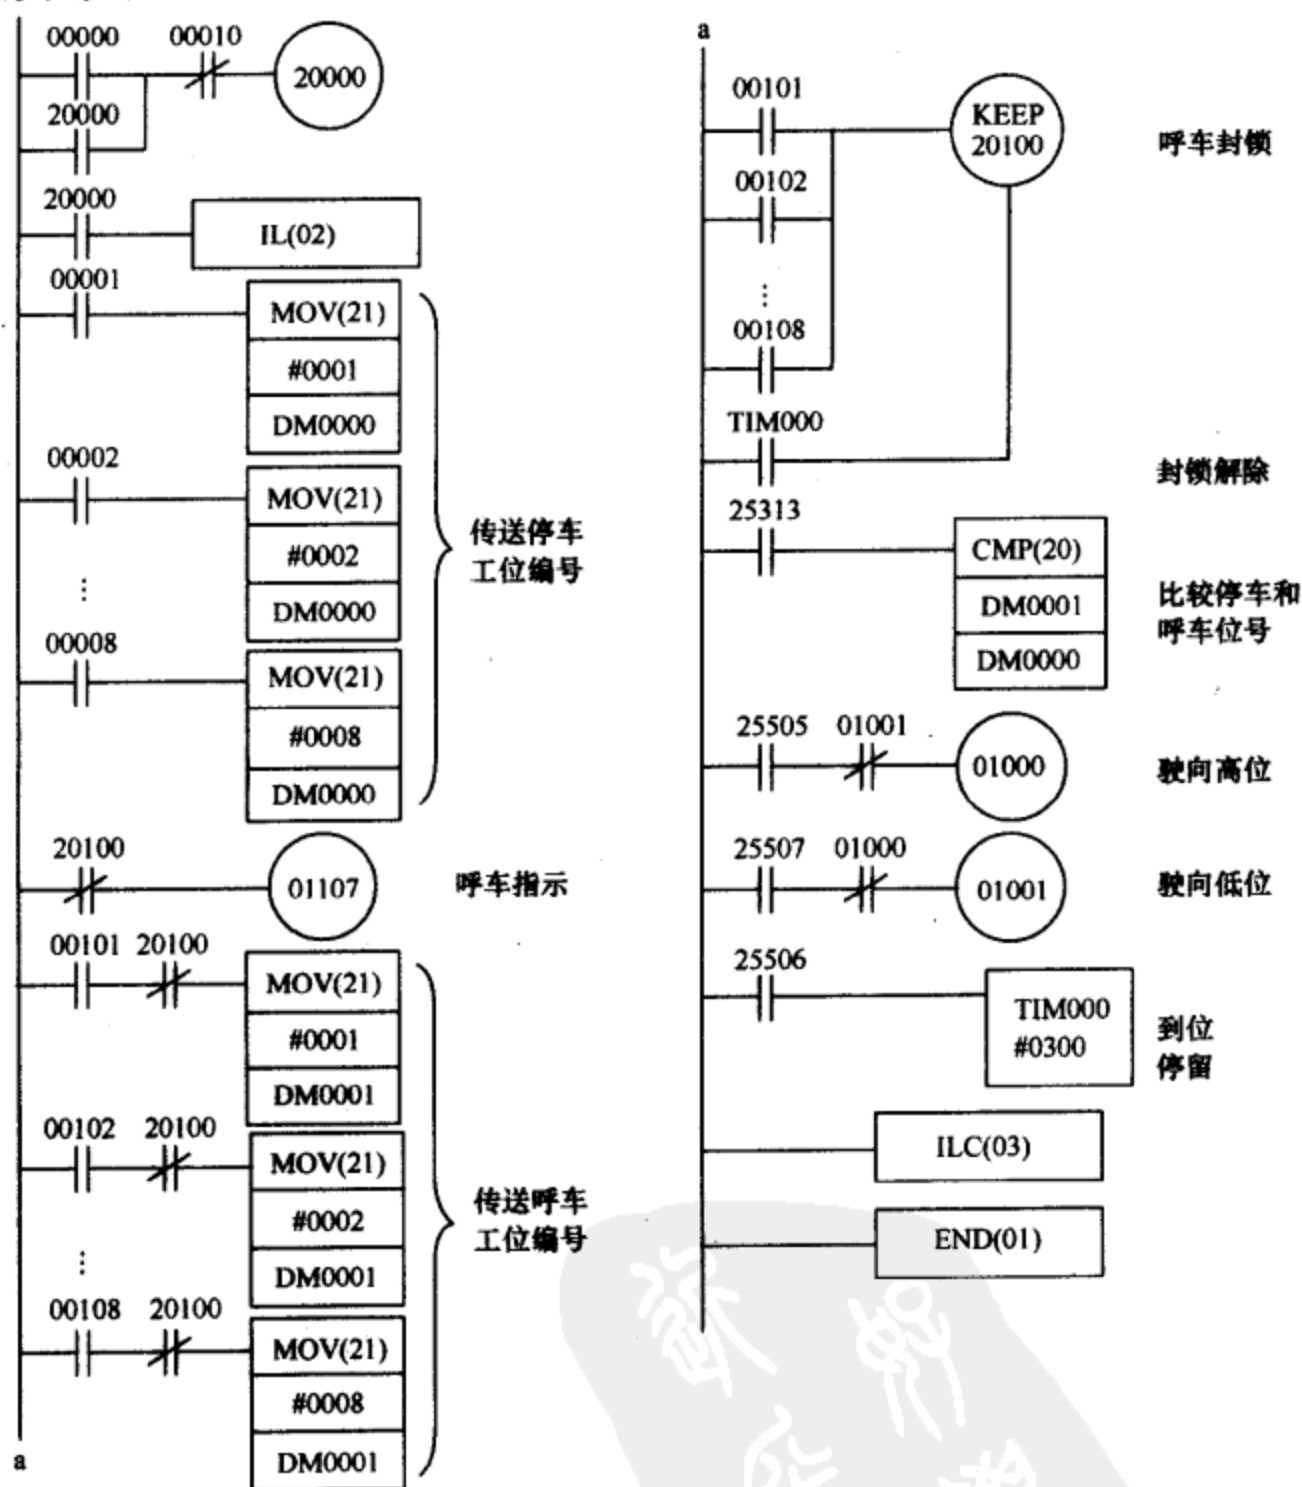 00000 00010
20000
20000
20000
IL(02)
00001
MOV(21)
#0001
DM0000
00002
MOV(21)
#0002
DM0000
⋮
00008
MOV(21)
#0008
DM0000
传送停车
工位编号
20100
01107
呼车指示
00101 20100
MOV(21)
#0001
DM0001
00102 20100
MOV(21)
#0002
DM0001
⋮
00108 20100
MOV(21)
#0008
DM0001
传送呼车
工位编号
a
a
00101
KEEP
20100
呼车封锁
00102
⋮
00108
TIM000
封锁解除
25313
CMP(20)
DM0001
DM0000
比较停车和
呼车位号
25505 01001
01000
驶向高位
25507 01000
01001
驶向低位
25506
TIM000
#0300
到位
停留
ILC(03)
END(01)